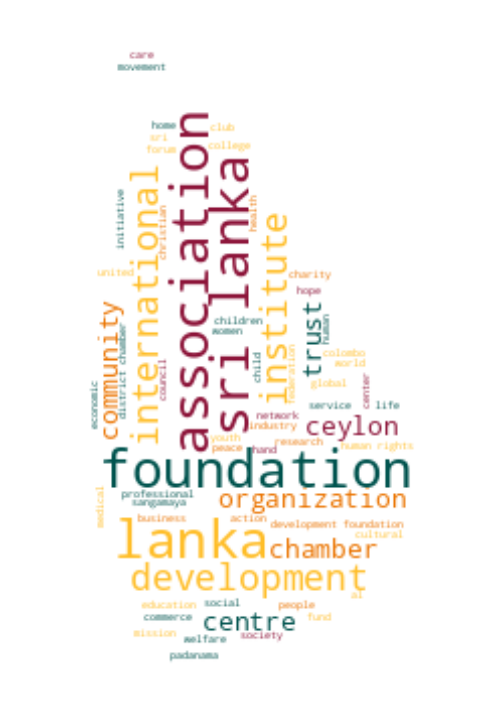 care
movement
home
club
sri
forum
college
association
sri lanka
international
institute
initiative
christian
health
united
charity
hope
community
district chamber
children
women
trust
human
child
federation
colombo
world
global
council
economic
center
service
life
network
industry
ceylon
youth
peace
hand
research
human rights
foundation
medical
professional
sangamaya
organization
business
action
development foundation
cultural
lanka
chamber
development
al
education
social
people
commerce
centre
fund
mission
welfare
society
padanama